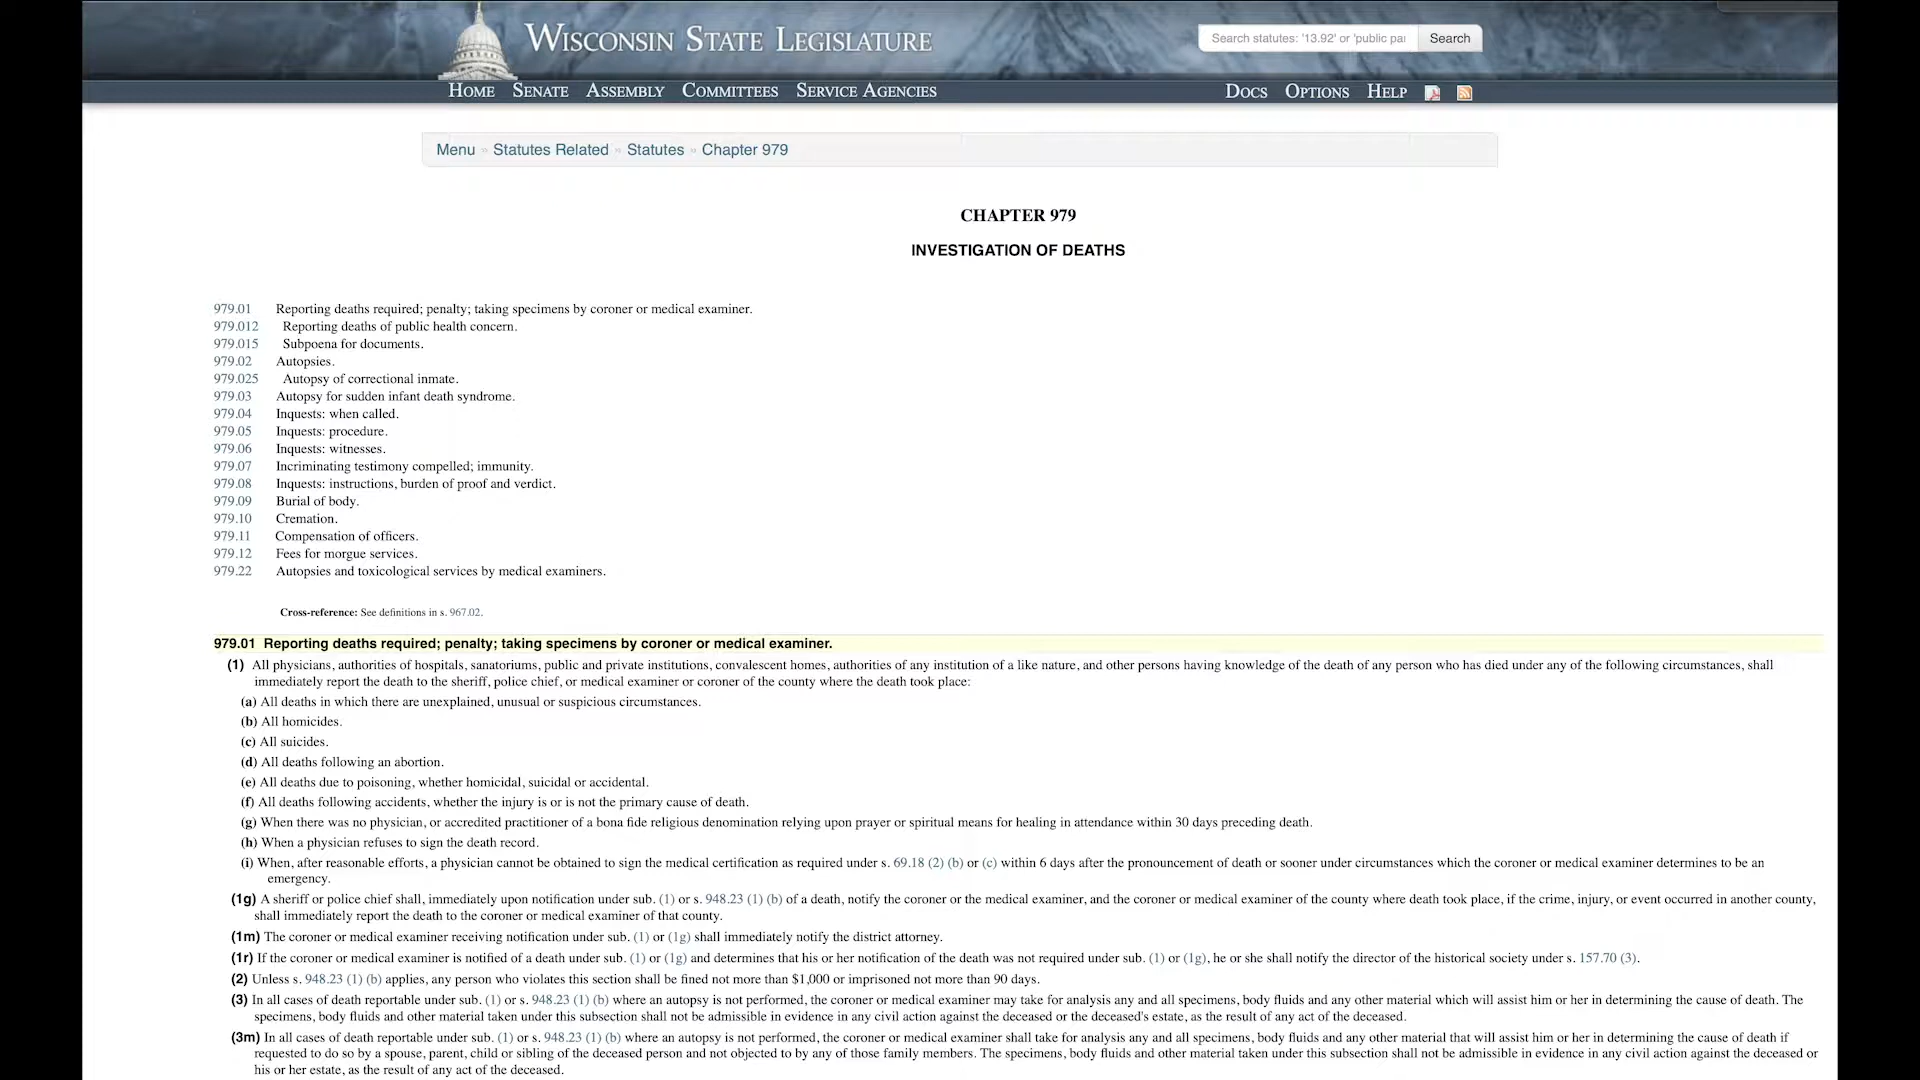 WISCONSIN STATE LEGISLATURE
Search statutes: '13.92' or 'public pa
Search
HOME SENATE ASSEMBLY COMMITTEES SERVICE AGENCIES
DOCS OPTIONS HELP
Menu » Statutes Related » Statutes » Chapter 979
CHAPTER 979
INVESTIGATION OF DEATHS
979.01 Reporting deaths required; penalty; taking specimens by coroner or medical examiner.
979.012 Reporting deaths of public health concern.
979.015 Subpoena for documents.
979.02 Autopsies.
979.025 Autopsy of correctional inmate.
979.03 Autopsy for sudden infant death syndrome.
979.04 Inquests: when called.
979.05 Inquests: procedure.
979.06 Inquests: witnesses.
979.07 Incriminating testimony compelled; immunity.
979.08 Inquests: instructions, burden of proof and verdict.
979.09 Burial of body.
979.10 Cremation.
979.11 Compensation of officers.
979.12 Fees for morgue services.
979.22 Autopsies and toxicological services by medical examiners.
Cross-reference: See definitions in s. 967.02.
979.01 Reporting deaths required; penalty; taking specimens by coroner or medical examiner.
(1) All physicians, authorities of hospitals, sanatoriums, public and private institutions, convalescent homes, authorities of any institution of a like nature, and other persons having knowledge of the death of any person who has died under any of the following circumstances, shall
immediately report the death to the sheriff, police chief, or medical examiner or coroner of the county where the death took place:
(a) All deaths in which there are unexplained, unusual or suspicious circumstances.
(b) All homicides.
(c) All suicides.
(d) All deaths following an abortion.
(e) All deaths due to poisoning, whether homicidal, suicidal or accidental.
(f) All deaths following accidents, whether the injury is or is not the primary cause of death.
(g) When there was no physician, or accredited practitioner of a bona fide religious denomination relying upon prayer or spiritual means for healing in attendance within 30 days preceding death.
(h) When a physician refuses to sign the death record.
(i) When, after reasonable efforts, a physician cannot be obtained to sign the medical certification as required under s. 69.18 (2) (b) or (c) within 6 days after the pronouncement of death or sooner under circumstances which the coroner or medical examiner determines to be an
emergency.
(1g) A sheriff or police chief shall, immediately upon notification under sub. (1) or s. 948.23 (1) (b) of a death, notify the coroner or the medical examiner, and the coroner or medical examiner of the county where death took place, if the crime, injury, or event occurred in another county,
shall immediately report the death to the coroner or medical examiner of that county.
(1m) The coroner or medical examiner receiving notification under sub. (1) or (1g) shall immediately notify the district attorney.
(1r) If the coroner or medical examiner is notified of a death under sub. (1) or (1g) and determines that his or her notification of the death was not required under sub. (1) or (1g), he or she shall notify the director of the historical society under s. 157.70 (3).
(2) Unless s. 948.23 (1) (b) applies, any person who violates this section shall be fined not more than $1,000 or imprisoned not more than 90 days.
(3) In all cases of death reportable under sub. (1) or s. 948.23 (1) (b) where an autopsy is not performed, the coroner or medical examiner may take for analysis any and all specimens, body fluids and any other material which will assist him or her in determining the cause of death. The
specimens, body fluids and other material taken under this subsection shall not be admissible in evidence in any civil action against the deceased or the deceased's estate, as the result of any act of the deceased.
(3m) In all cases of death reportable under sub. (1) or s. 948.23 (1) (b) where an autopsy is not performed, the coroner or medical examiner shall take for analysis any and all specimens, body fluids and any other material that will assist him or her in determining the cause of death if
requested to do so by a spouse, parent, child or sibling of the deceased person and not objected to by any of those family members. The specimens, body fluids and other material taken under this subsection shall not be admissible in evidence in any civil action against the deceased or
his or her estate, as the result of any act of the deceased.